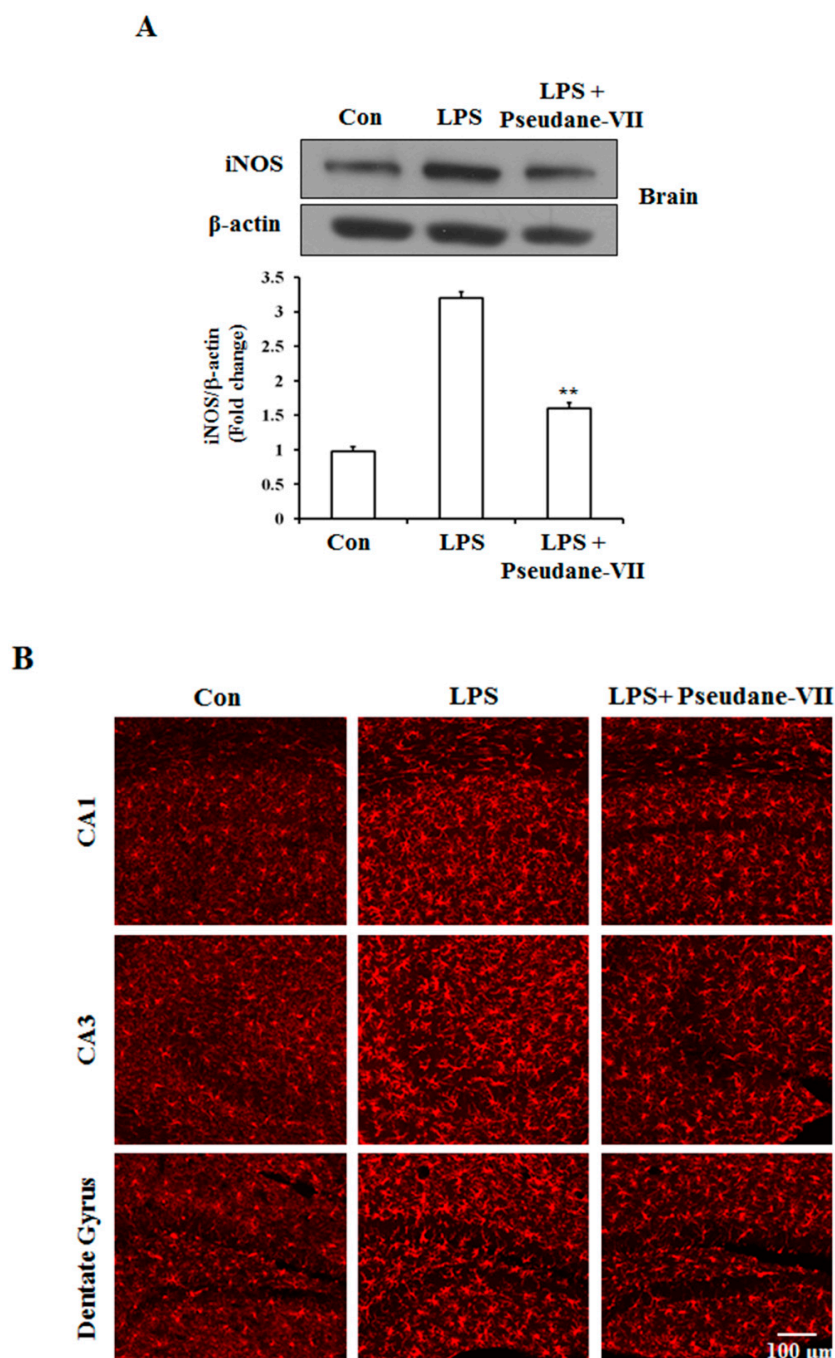 A
Con
LPS
LPS +
Pseudane-VII
iNOS
β-actin
Brain
iNOS/β-actin
(Fold change)
3.5
3
2.5
2
1.5
1
0.5
0
**
Con
LPS
LPS +
Pseudane-VII
B
Con
LPS
LPS+ Pseudane-VII
CA1
CA3
Dentate Gyrus
100 μm